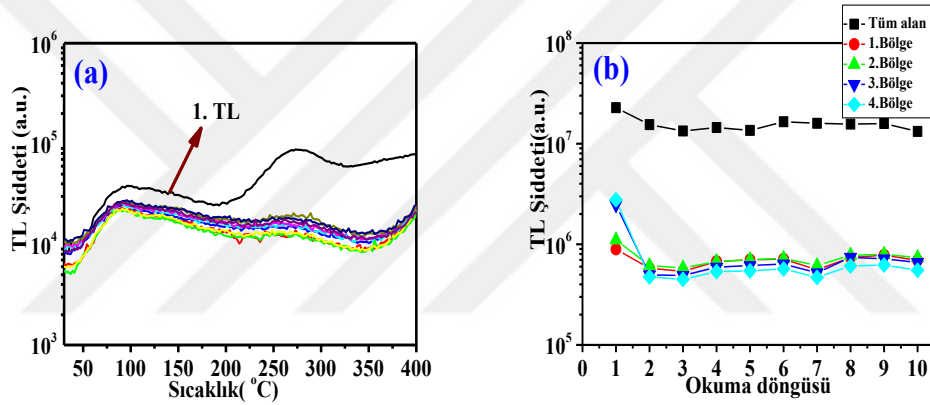 (a)
1. TL
TL Şiddeti (a.u.)
10^6
10^5
10^4
10^3
50 100 150 200 250 300 350 400
Sıcaklık( °C)
(b)
Tüm alan
1.Bölge
2.Bölge
3.Bölge
4.Bölge
TL Şiddeti(a.u.)
10^8
10^7
10^6
10^5
0 1 2 3 4 5 6 7 8 9 10
Okuma döngüsü